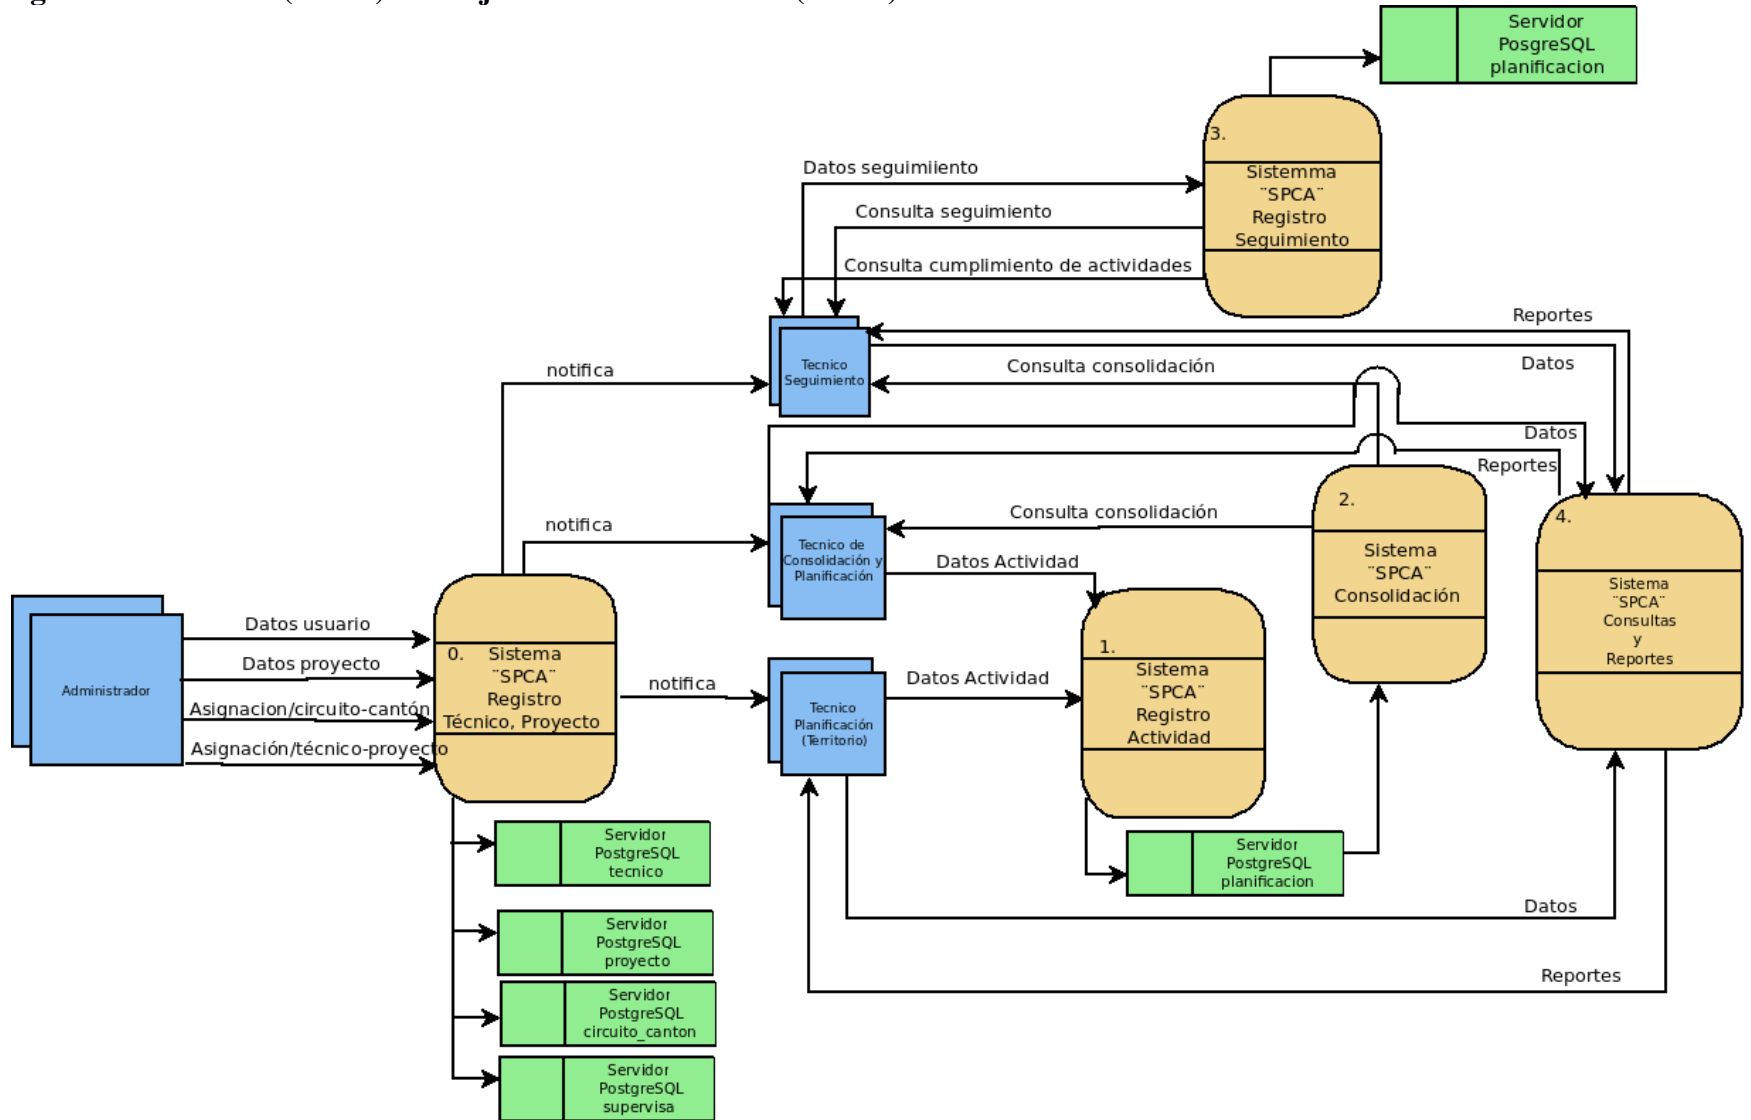 Servidor
PosgreSQL
planificacion
3.
Sistemma
¨SPCA¨
Registro
Seguimiento
Datos seguimiiento
Consulta seguimiento
Consulta cumplimiento de actividades
Reportes
Datos
Consulta consolidación
notifica
Tecnico
Seguimiento
Datos
Reportes
notifica
Tecnico de
Consolidación y
Planificación
Consulta consolidación
2.
Sistema
¨SPCA¨
Consolidación
4.
Sistema
¨SPCA¨
Consultas
y
Reportes
Datos Actividad
Administrador
Datos usuario
Datos proyecto
Asignacion/circuito-cantón
Asignación/técnico-proyecto
0. Sistema
¨SPCA¨
Registro
Técnico, Proyecto
notifica
Tecnico
Planificación
(Territorio)
Datos Actividad
1.
Sistema
¨SPCA¨
Registro
Actividad
Servidor
PostgreSQL
tecnico
Servidor
PostgreSQL
planificacion
Datos
Servidor
PostgreSQL
proyecto
Reportes
Servidor
PostgreSQL
circuito_canton
Servidor
PostgreSQL
supervisa